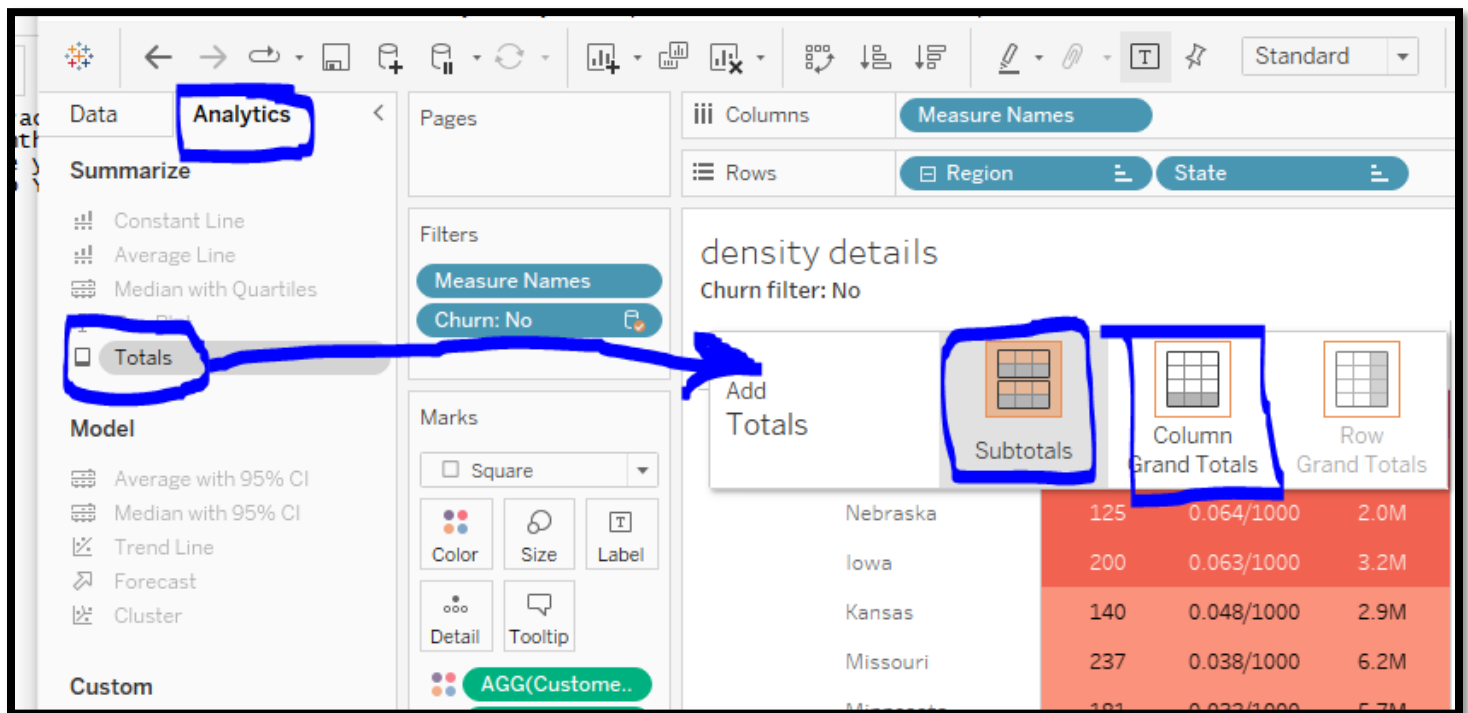 Standard
Data
Analytics
Pages
Columns
Measure Names
Summarize
Rows
Region
State
Constant Line
Average Line
Median with Quartiles
Totals
Filters
Measure Names
Churn: No
density details
Churn filter: No
Add
Totals
Subtotals
Column
Grand Totals
Row
Grand Totals
Model
Average with 95% CI
Median with 95% CI
Trend Line
Forecast
Cluster
Custom
Marks
Square
Color
Size
T
Label
Detail
Tooltip
AGG(Custome..
Nebraska 125 0.064/1000 2.0M
Iowa 200 0.063/1000 3.2M
Kansas 140 0.048/1000 2.9M
Missouri 237 0.038/1000 6.2M